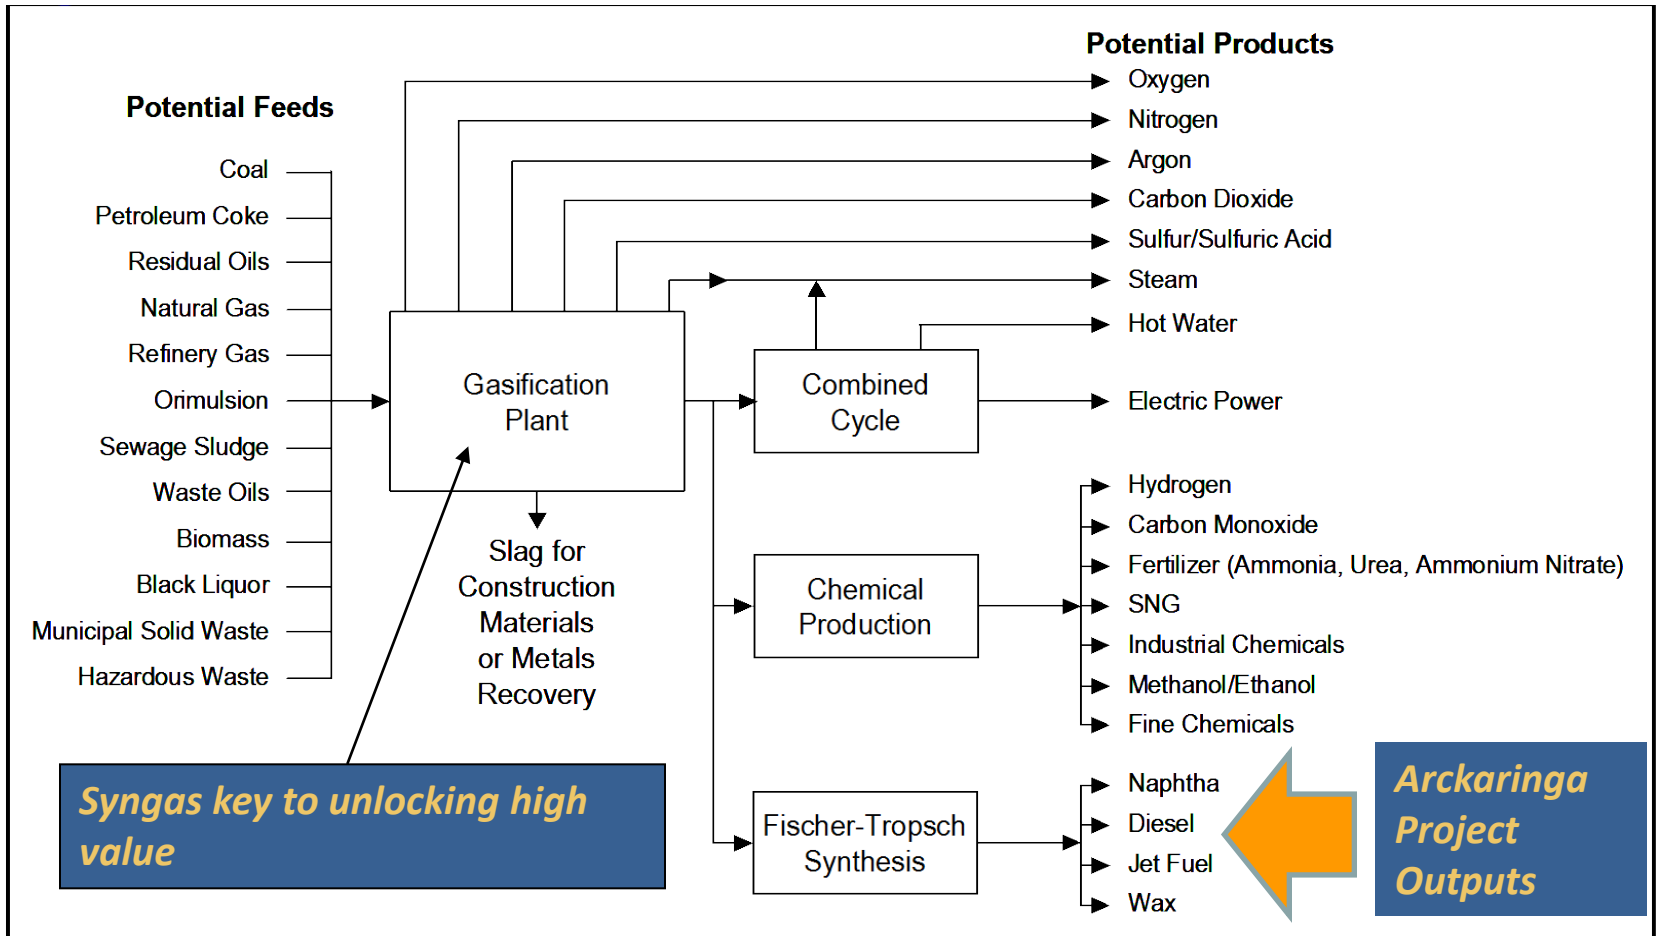 Potential Feeds
Coal
Petroleum Coke
Residual Oils
Natural Gas
Refinery Gas
Orimulsion
Sewage Sludge
Waste Oils
Biomass
Black Liquor
Municipal Solid Waste
Hazardous Waste
Gasification
Plant
Slag for
Construction
Materials
or Metals
Recovery
Syngas key to unlocking high
value
Combined
Cycle
Chemical
Production
Fischer-Tropsch
Synthesis
Potential Products
Oxygen
Nitrogen
Argon
Carbon Dioxide
Sulfur/Sulfuric Acid
Steam
Hot Water
Electric Power
Hydrogen
Carbon Monoxide
Fertilizer (Ammonia, Urea, Ammonium Nitrate)
SNG
Industrial Chemicals
Methanol/Ethanol
Fine Chemicals
Naphtha
Diesel
Jet Fuel
Wax
Arckaringa
Project
Outputs